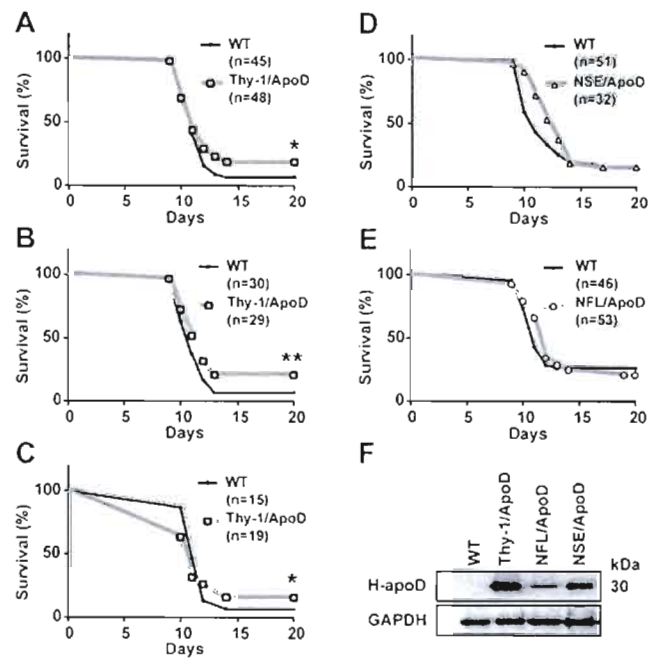 A
WT
(n=45)
Thy-1/ApoD
(n=48)
Survival (%)
100
50
0
*
0 5 10 15 20
Days
B
WT
(n=30)
Thy-1/ApoD
(n=29)
Survival (%)
100
50
0
**
0 5 10 15 20
Days
C
WT
(n=15)
Thy-1/ApoD
(n=19)
Survival (%)
100
50
0
*
0 5 10 15 20
Days
D
WT
(n=51)
NSE/ApoD
(n=32)
Survival (%)
100
50
0
0 5 10 15 20
Days
E
WT
(n=46)
NFL/ApoD
(n=53)
Survival (%)
100
50
0
0 5 10 15 20
Days
F
WT
Thy-1/ApoD
NFL/ApoD
NSE/ApoD
kDa
H-apoD 30
GAPDH